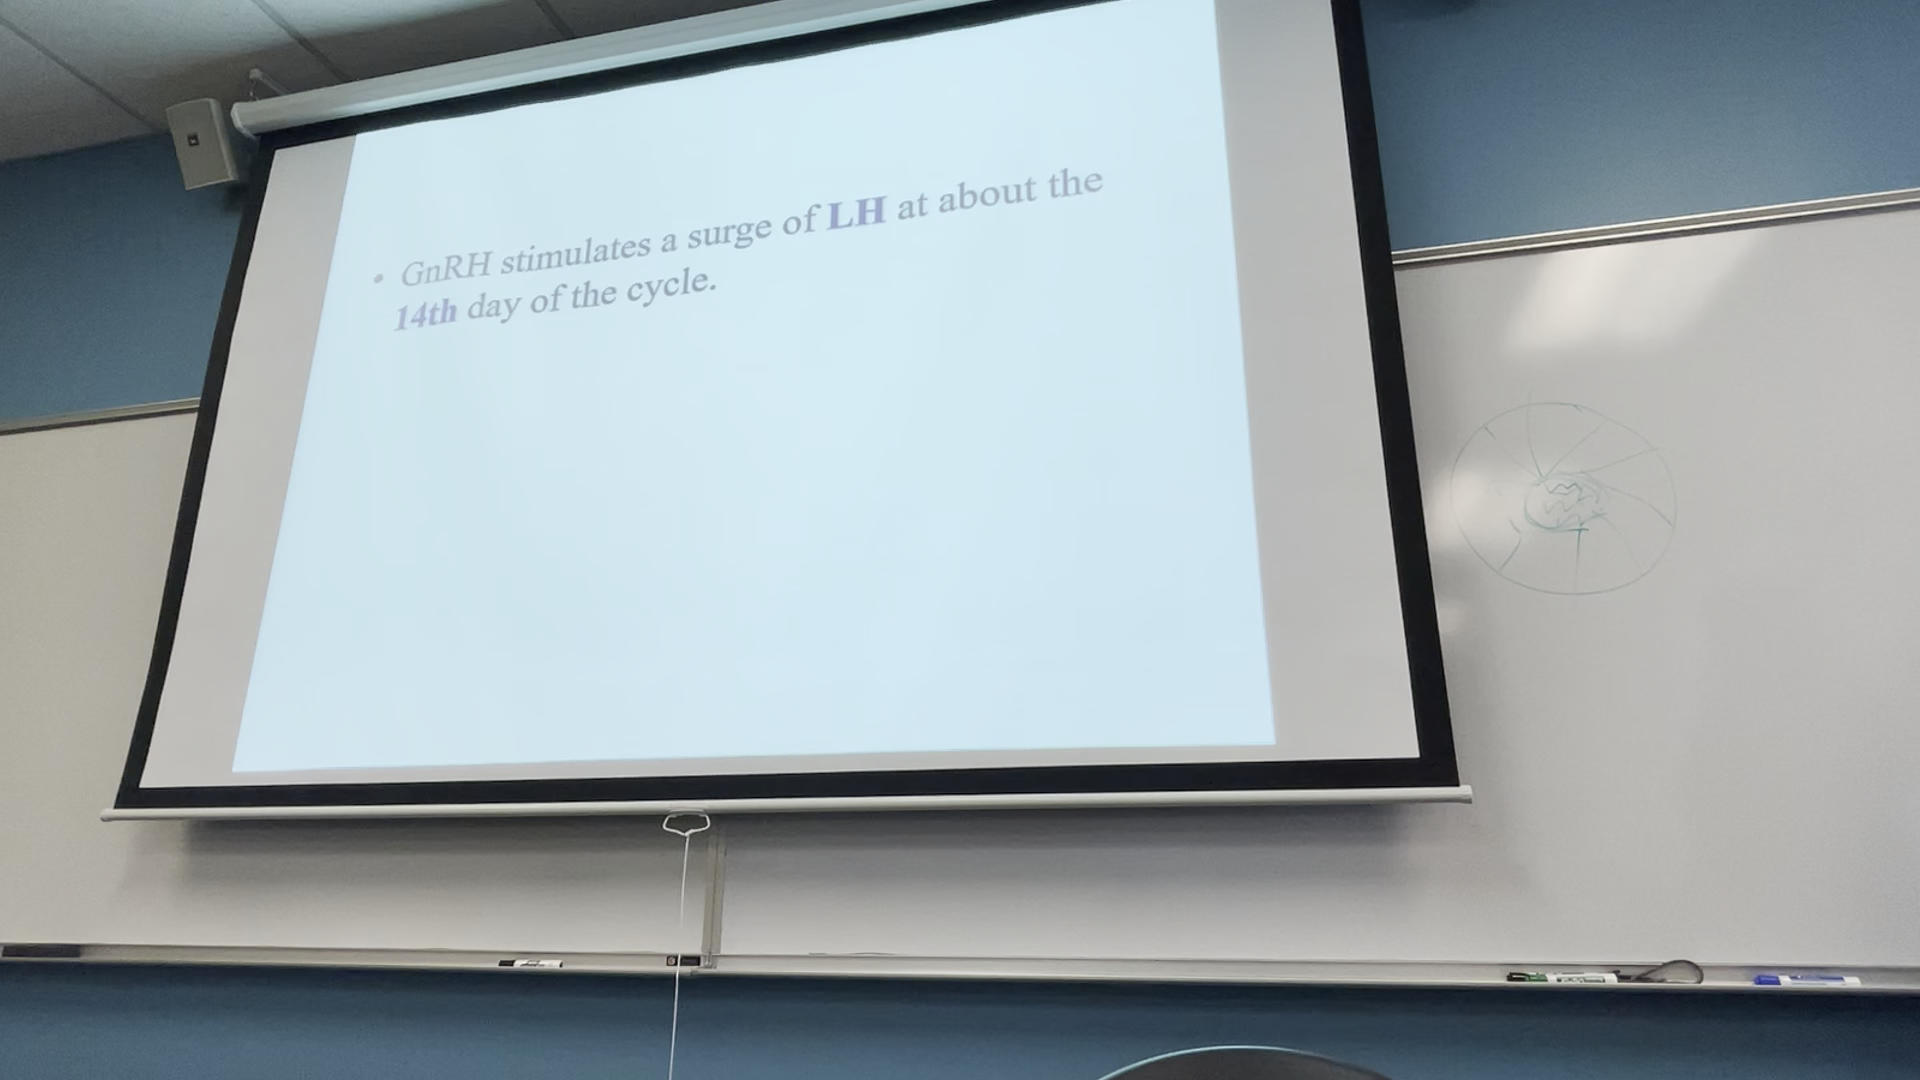 • GnRH stimulates a surge of LH at about the
14th day of the cycle.